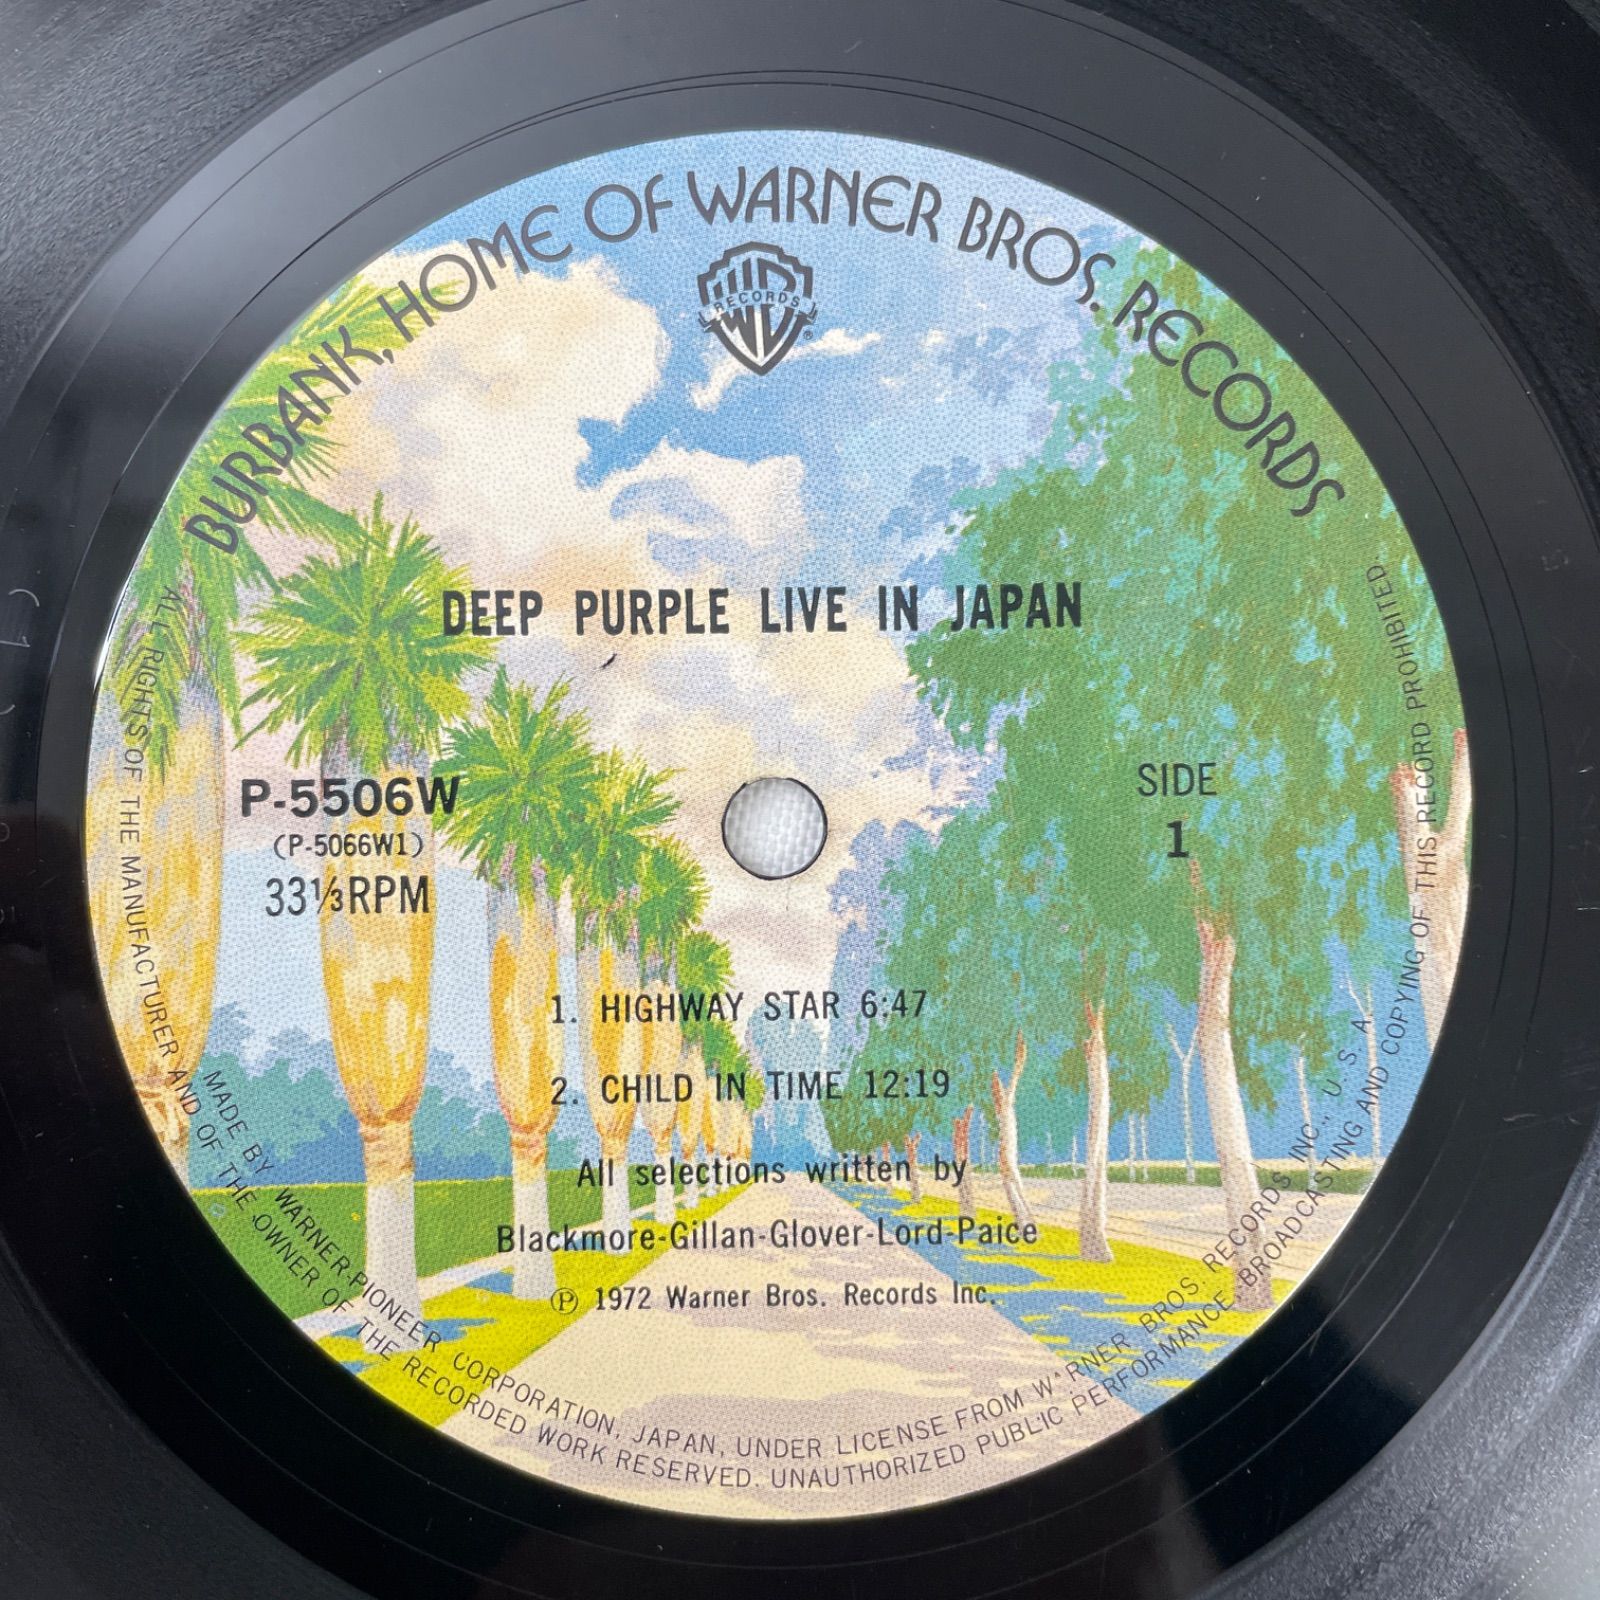 BURBANK, HOME OF WARNER BROS. RECORDS
RECORDS
DEEP PURPLE LIVE IN JAPAN
P-5506W
(P-5066W1)
33⅓RPM
SIDE
1
1. HIGHWAY STAR 6:47
2. CHILD IN TIME 12:19
All selections written by
Blackmore-Gillan-Glover-Lord-Paice
Ⓟ 1972 Warner Bros. Records Inc.
MADE BY WARNER-PIONEER CORPORATION, JAPAN, UNDER LICENSE FROM WARNER BROS. RECORDS INC., U.S.A.
ALL RIGHTS OF THE MANUFACTURER AND OF THE OWNER OF THE RECORDED WORK RESERVED. UNAUTHORIZED PUBLIC PERFORMANCE, BROADCASTING AND COPYING OF THIS RECORD PROHIBITED